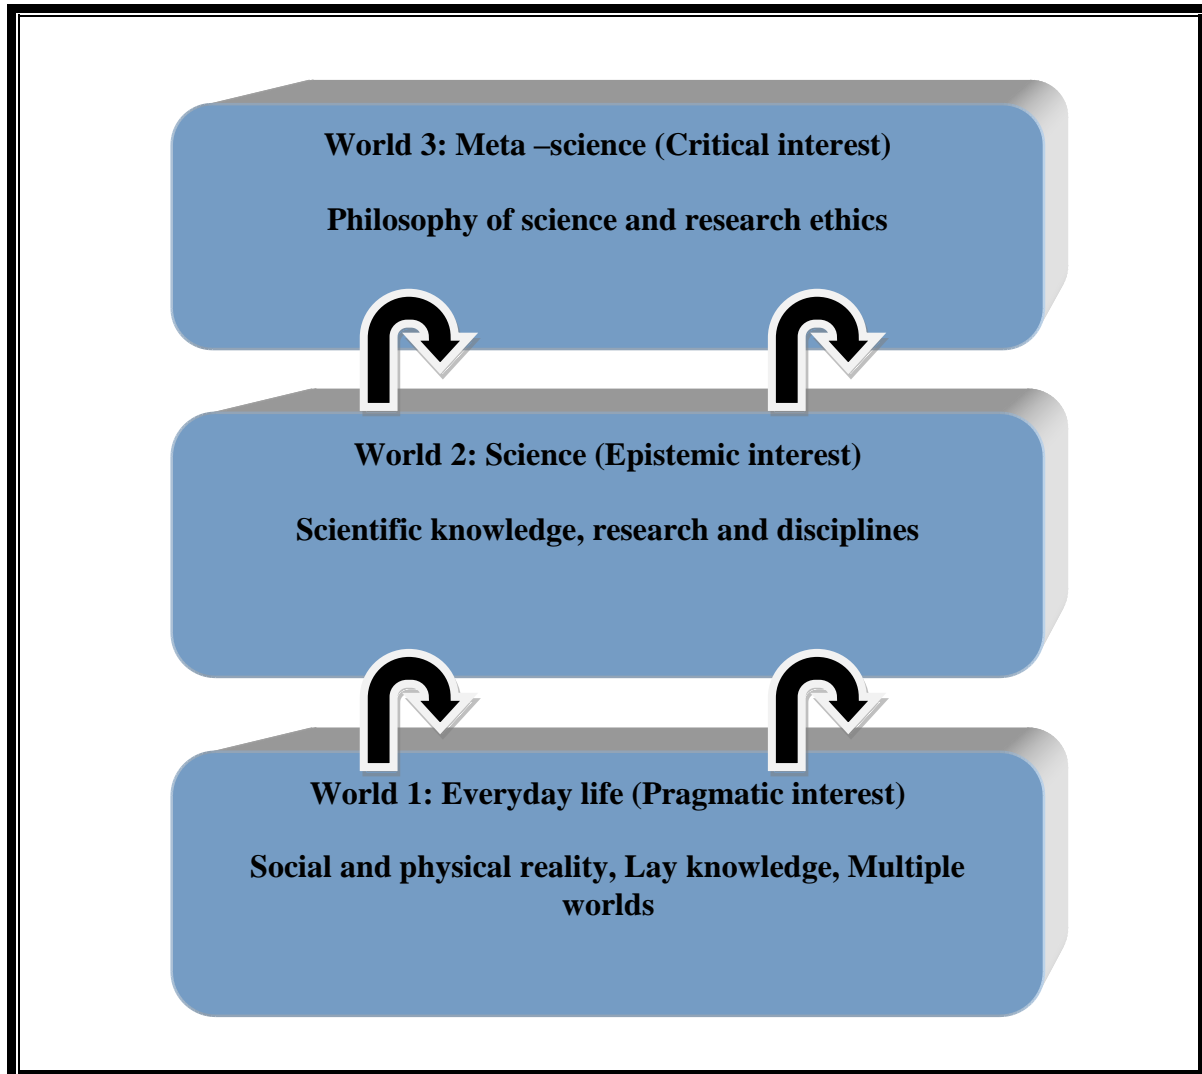 World 3: Meta –science (Critical interest)
Philosophy of science and research ethics
World 2: Science (Epistemic interest)
Scientific knowledge, research and disciplines
World 1: Everyday life (Pragmatic interest)
Social and physical reality, Lay knowledge, Multiple
worlds